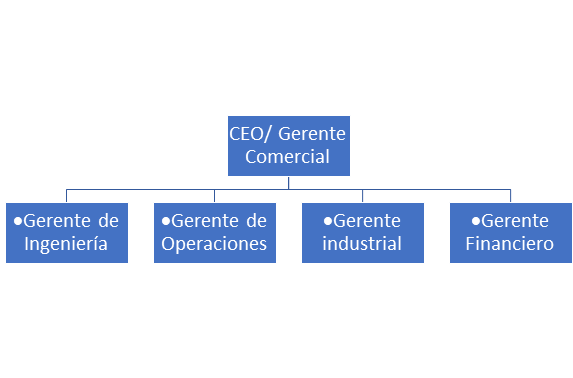 CEO/ Gerente
Comercial
•Gerente de
Ingeniería
•Gerente de
Operaciones
•Gerente
industrial
•Gerente
Financiero